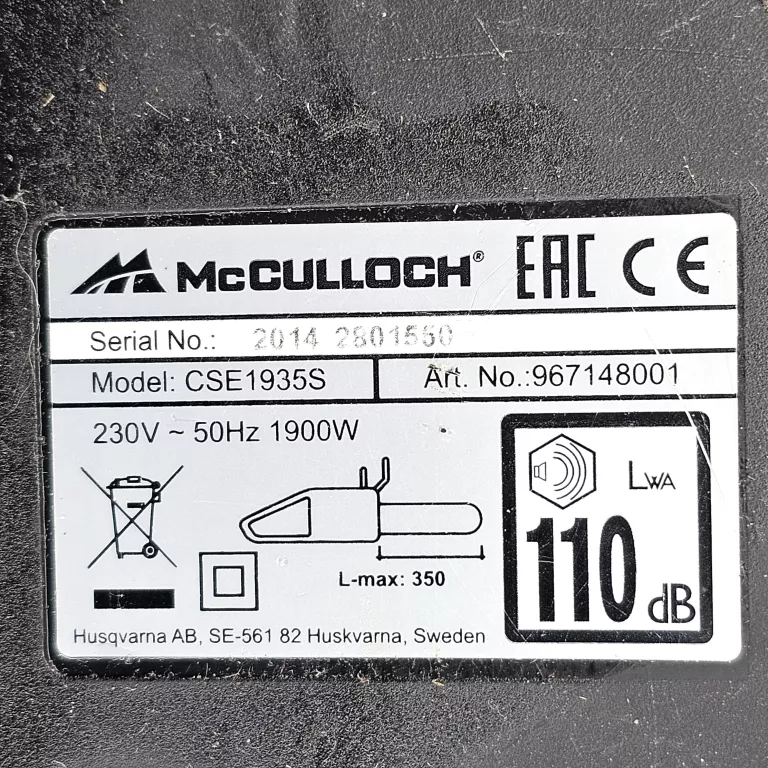 McCULLOCH® EAC CE
Serial No.: 2014 2801550
Model: CSE1935S
Art. No.:967148001
230V ~ 50Hz 1900W
LWA
110 dB
L-max: 350
Husqvarna AB, SE-561 82 Huskvarna, Sweden